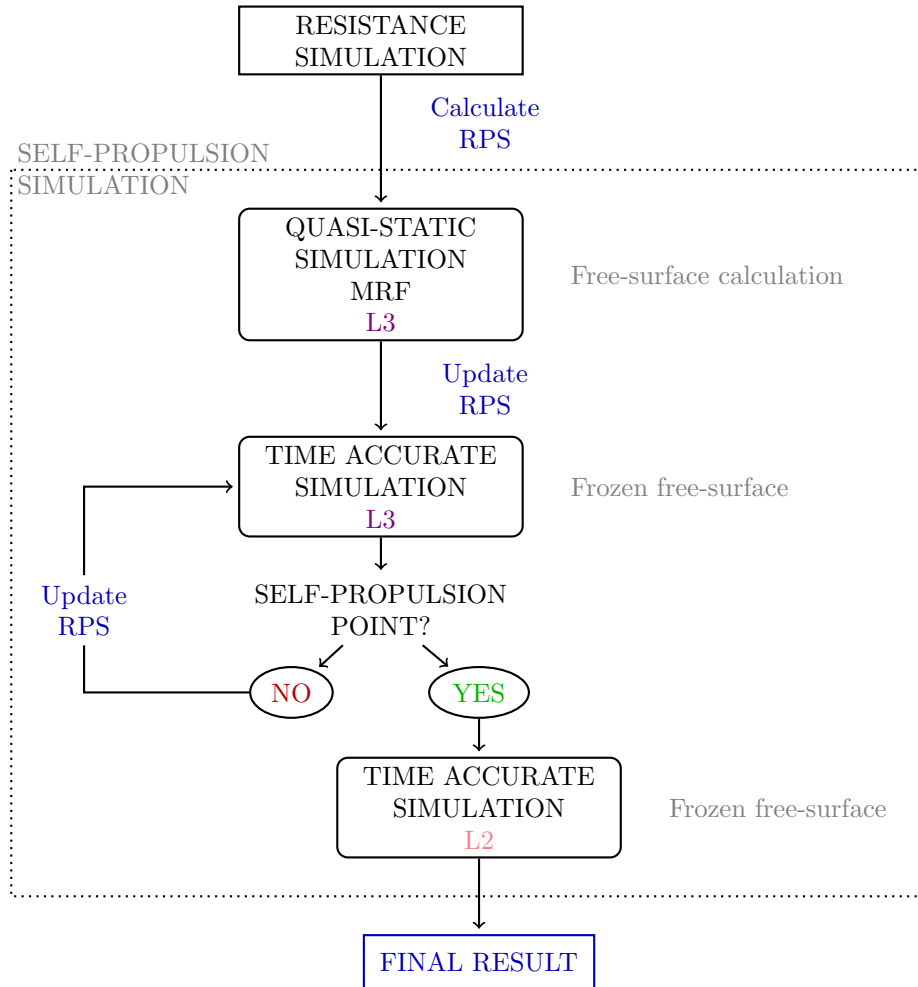 RESISTANCE
SIMULATION
Calculate
RPS
SELF-PROPULSION
SIMULATION
QUASI-STATIC
SIMULATION
MRF
L3
Free-surface calculation
Update
RPS
TIME ACCURATE
SIMULATION
L3
Frozen free-surface
SELF-PROPULSION
POINT?
Update
RPS
NO
YES
TIME ACCURATE
SIMULATION
L2
Frozen free-surface
FINAL RESULT